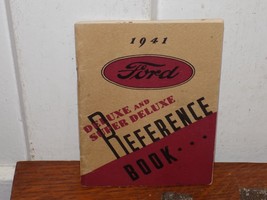 1941
Ford
DELUXE AND
SUPER DELUXE
REFERENCE
BOOK...